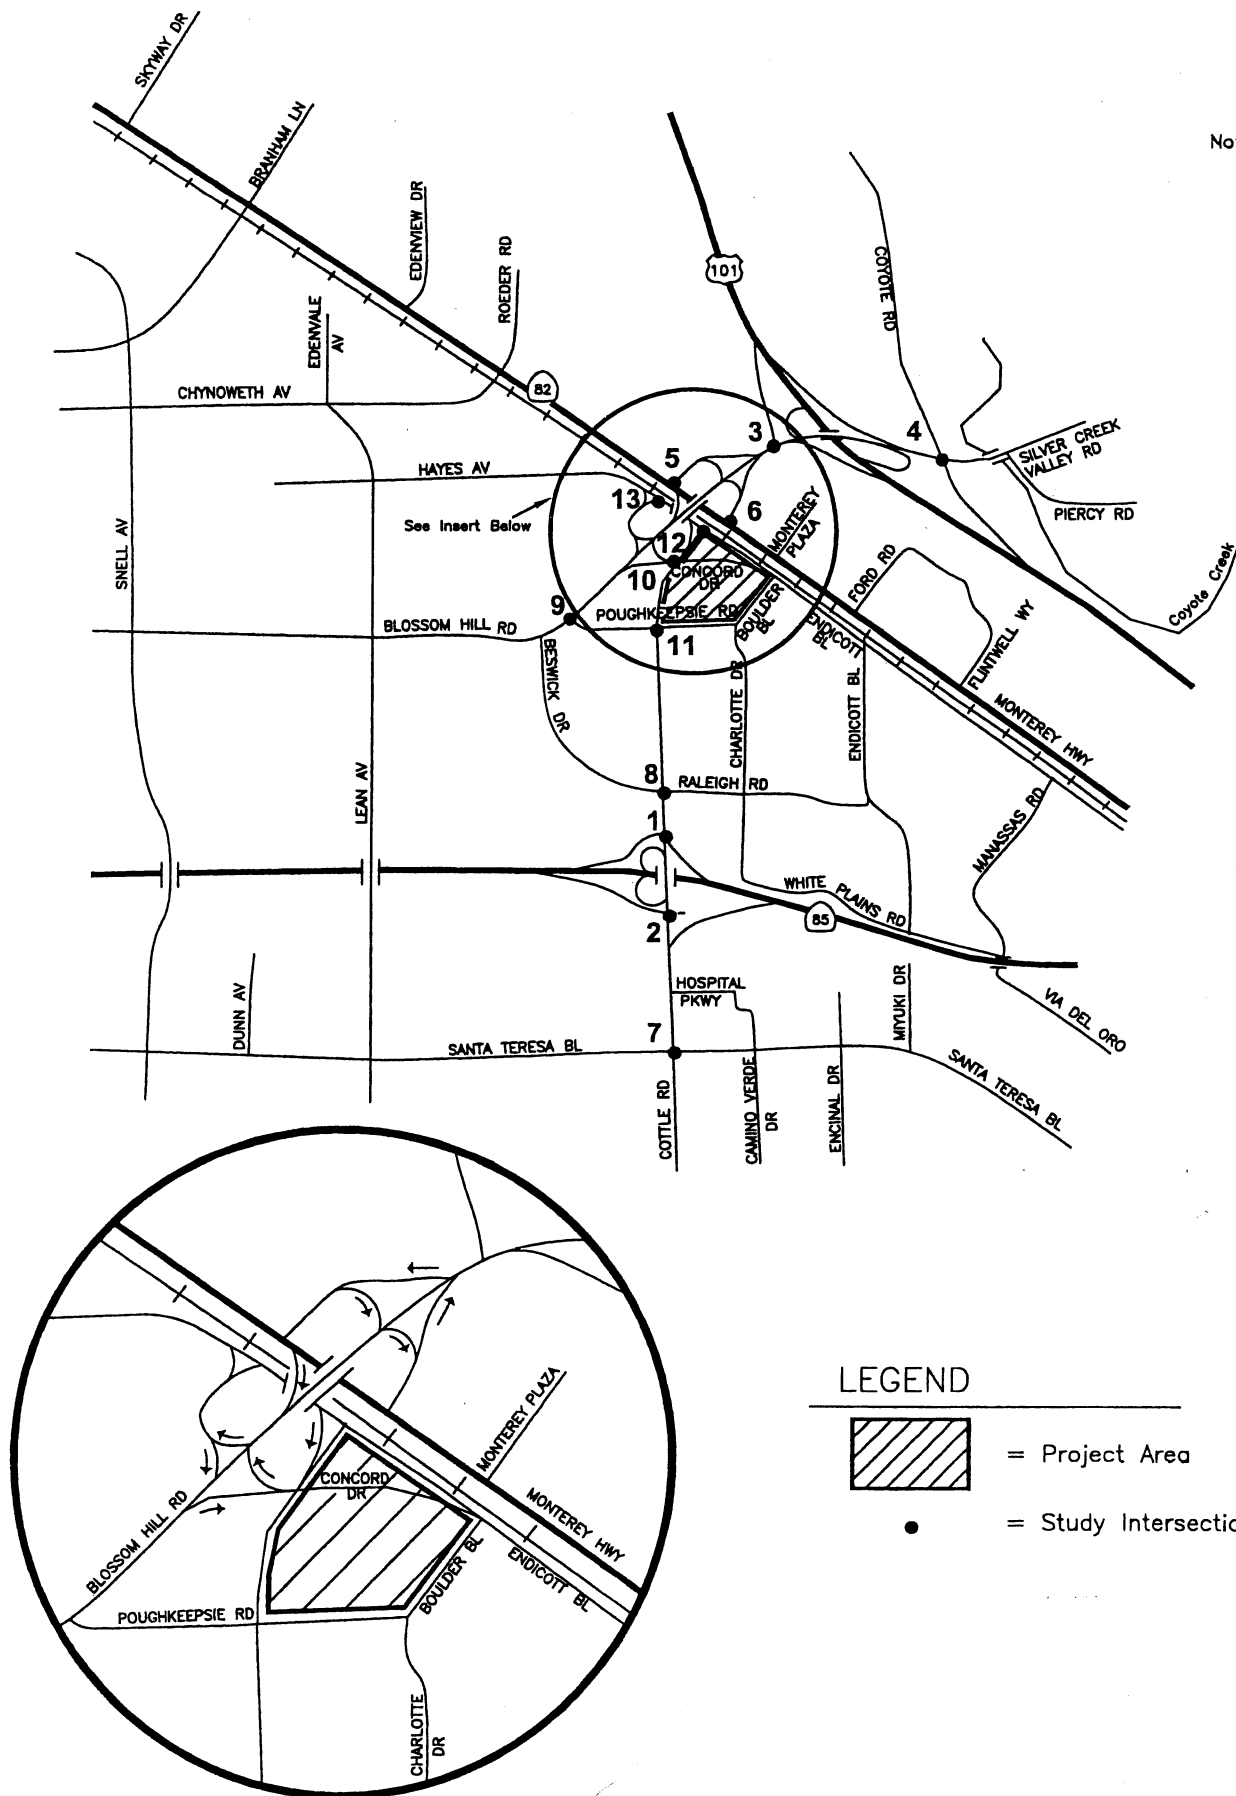 SKYWAY DR
BRANHAM LN
EDENVIEW DR
ROEDER RD
EDENVALE
AV
CHYNOWETH AV
82
101
COYOTE RD
No
3
4
SILVER CREEK
VALLEY RD
PIERCY RD
Coyote Creek
HAYES AV
5
13
6
See Insert Below
MONTEREY
PLAZA
12
10
CONCORD
DR
FORD RD
SNELL AV
9
POUGHKEEPSIE RD
BOULDER
BL
ENDICOTT
BL
FLINTWELL WY
BLOSSOM HILL RD
11
BESWICK DR
CHARLOTTE DR
ENDICOTT BL
MONTEREY HWY
LEAN AV
8
RALEIGH RD
1
MANASSAS RD
WHITE PLAINS RD
85
2
HOSPITAL
PKWY
DUNN AV
MIYUKI DR
VIA DEL ORO
7
SANTA TERESA BL
SANTA TERESA BL
COTTLE RD
CAMINO VERDE
DR
ENCINAL DR
MONTEREY PLAZA
CONCORD
DR
BLOSSOM HILL RD
MONTEREY HWY
ENDICOTT BL
BOULDER BL
POUGHKEEPSIE RD
CHARLOTTE
DR
LEGEND
= Project Area
= Study Intersectio